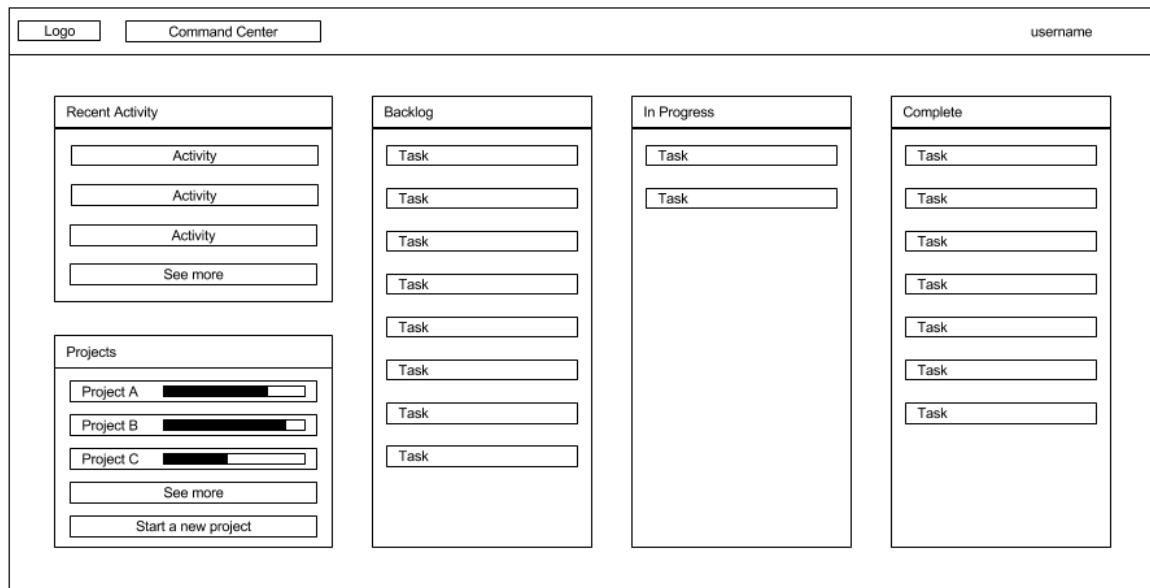 Logo
Command Center
username
Recent Activity
Activity
Activity
Activity
See more
Projects
Project A
Project B
Project C
See more
Start a new project
Backlog
Task
Task
Task
Task
Task
Task
Task
Task
In Progress
Task
Task
Complete
Task
Task
Task
Task
Task
Task
Task